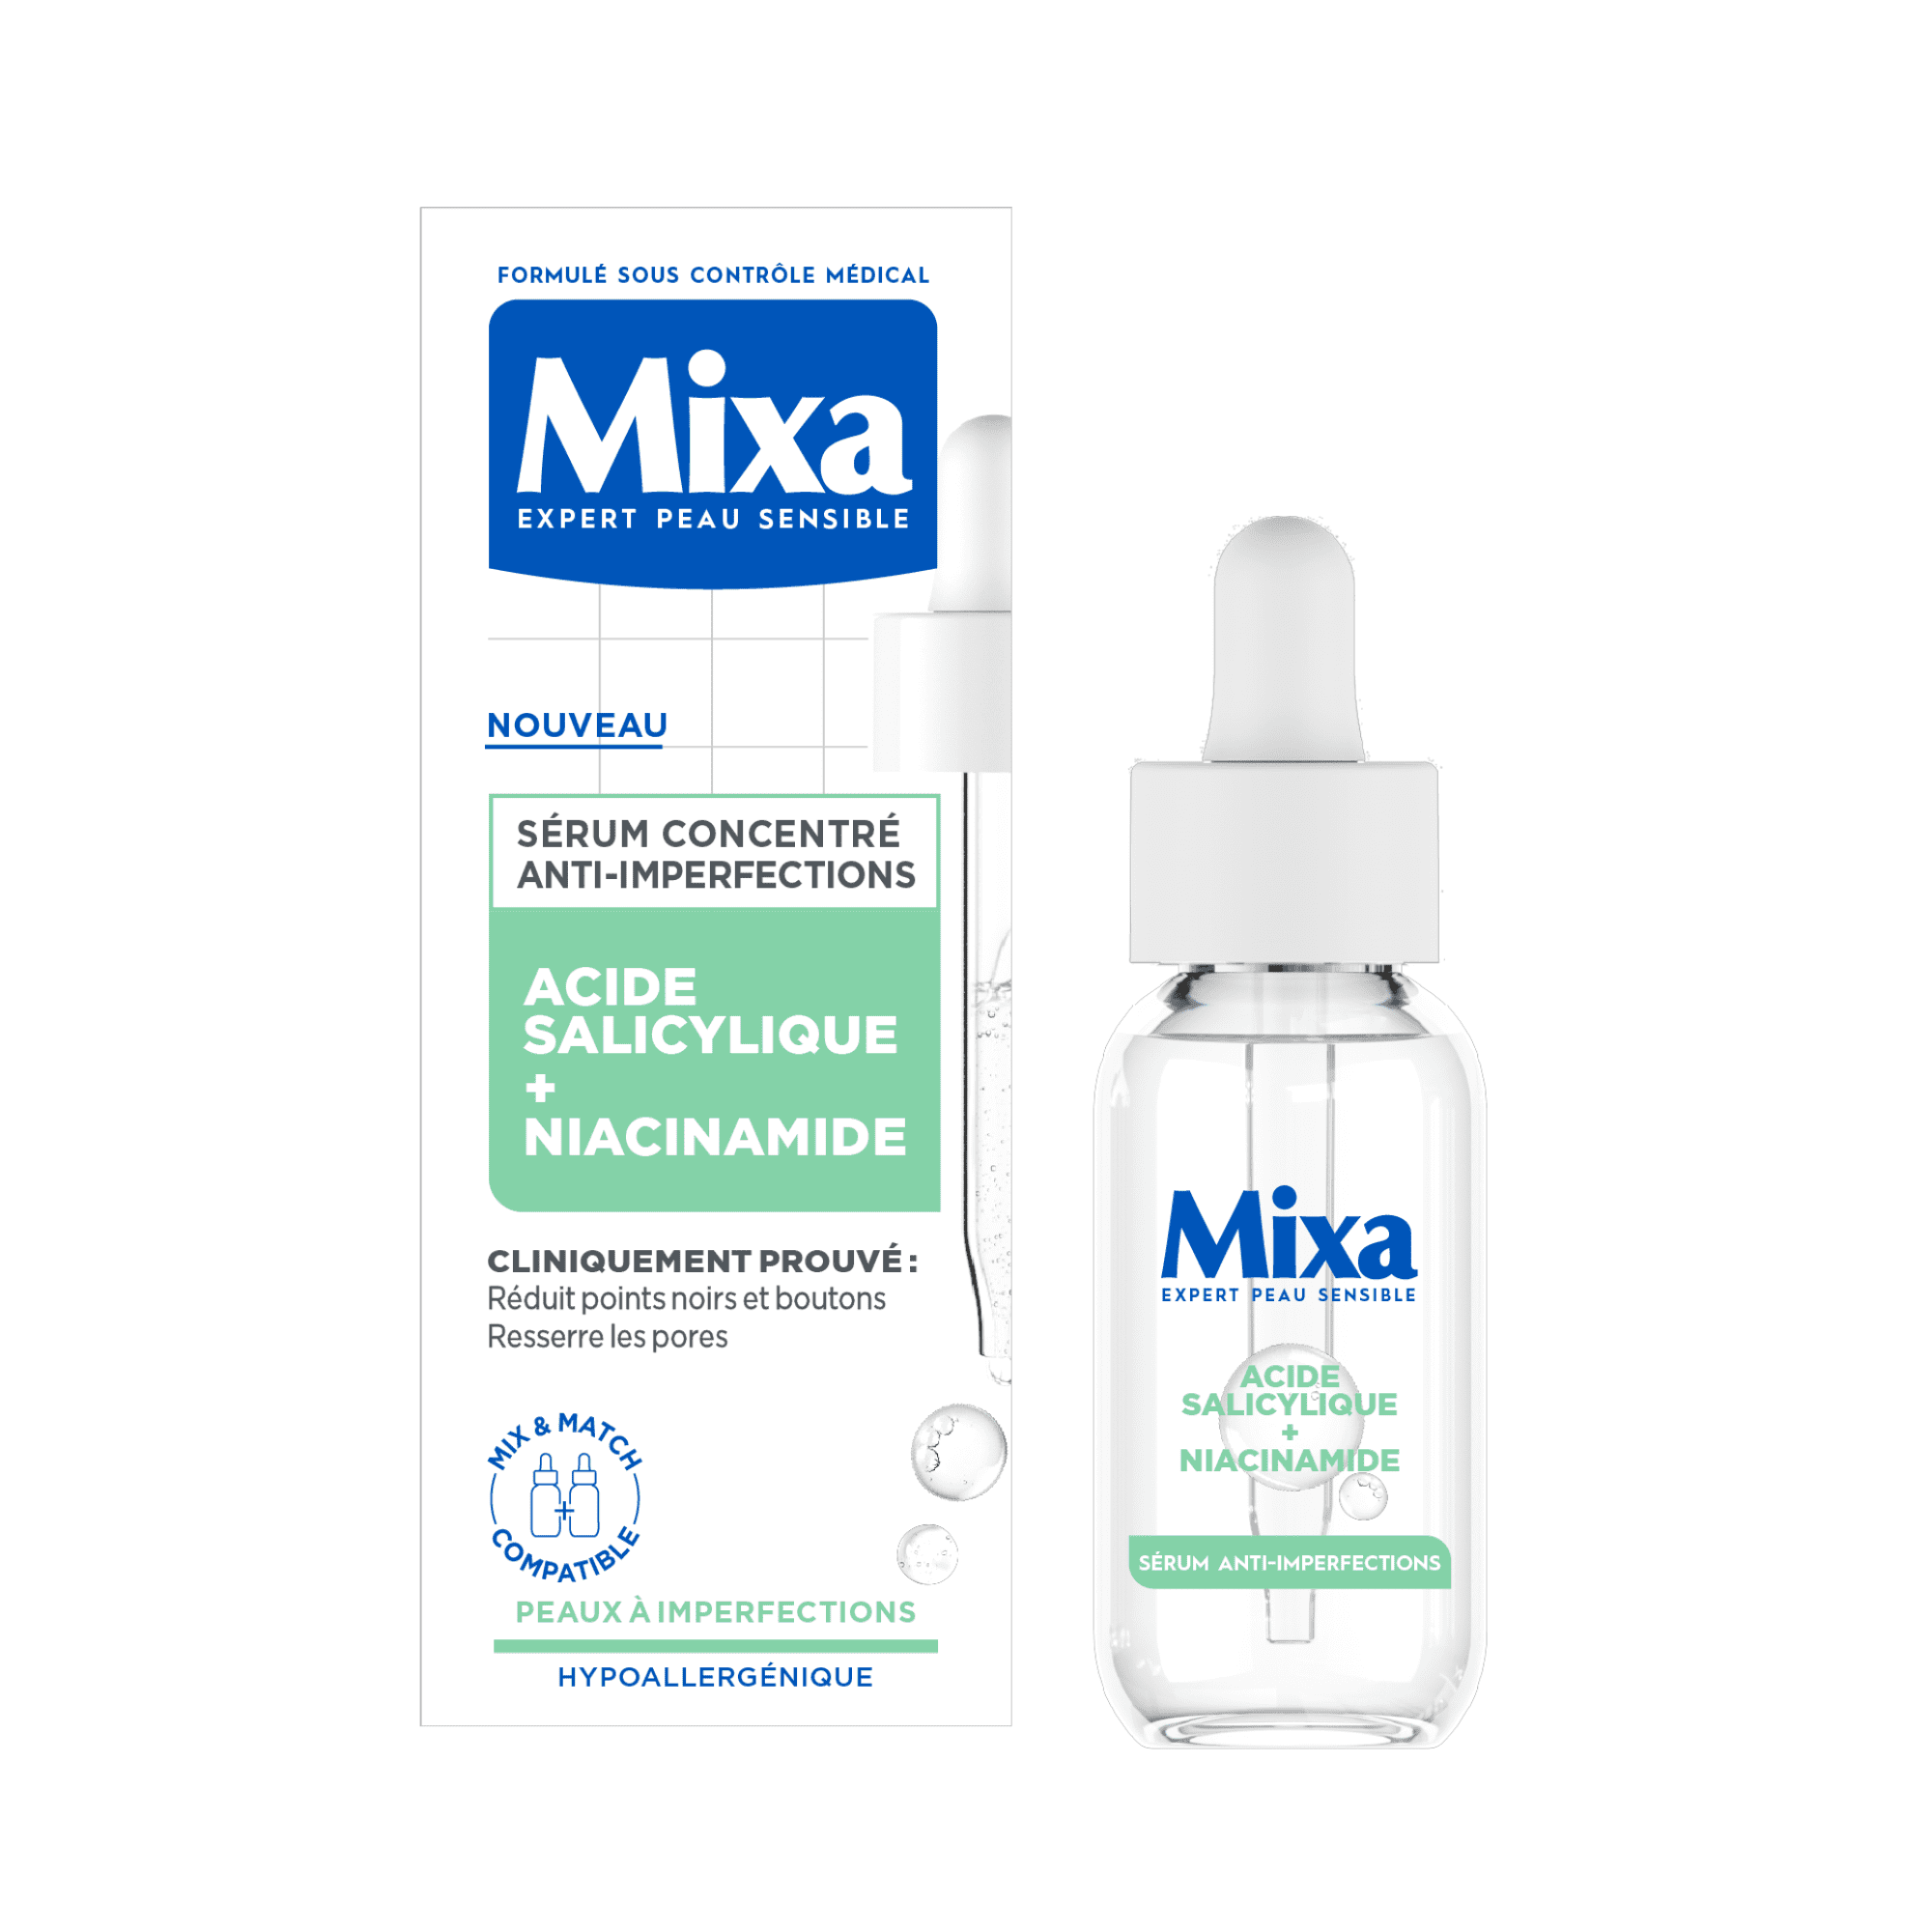 FORMULÉ SOUS CONTRÔLE MÉDICAL
Mixa
EXPERT PEAU SENSIBLE
NOUVEAU
SÉRUM CONCENTRÉ
ANTI-IMPERFECTIONS
ACIDE
SALICYLIQUE
+
NIACINAMIDE
CLINIQUEMENT PROUVÉ :
Réduit points noirs et boutons
Resserre les pores
MIX & MATCH
+
COMPATIBLE
PEAUX À IMPERFECTIONS
HYPOALLERGÉNIQUE
Mixa
EXPERT PEAU SENSIBLE
ACIDE
SALICYLIQUE
+
NIACINAMIDE
SÉRUM ANTI-IMPERFECTIONS